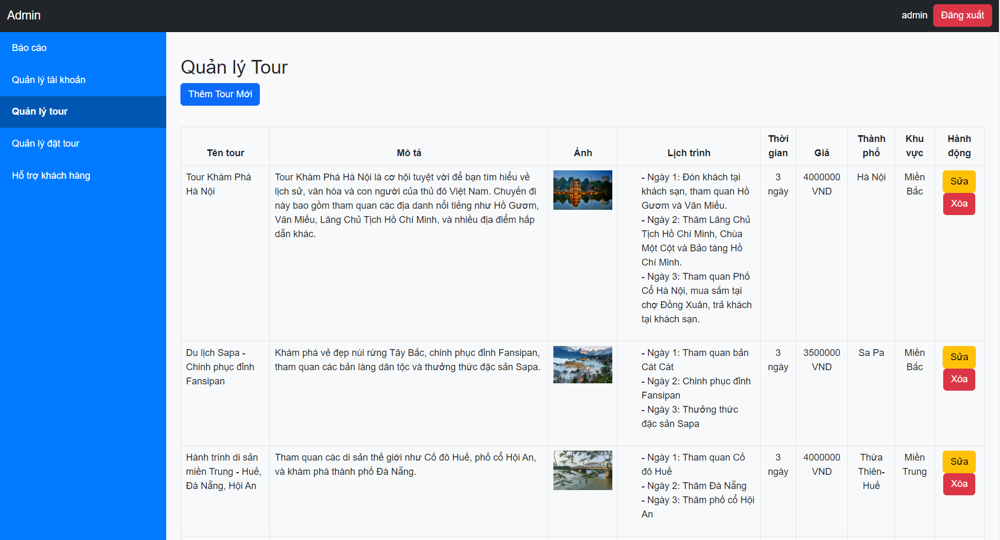 Admin
admin
Đăng xuất
Báo cáo
Quản lý tài khoản
Quản lý tour
Quản lý đặt tour
Hỗ trợ khách hàng
Quản lý Tour
Thêm Tour Mới
Tên tour
Mô tả
Ảnh
Lịch trình
Thời
gian
Giá
Thành
phố
Khu
vực
Hành
động
Tour Khám Phá
Hà Nội
Tour Khám Phá Hà Nội là cơ hội tuyệt vời để bạn tìm hiểu về
lịch sử, văn hóa và con người của thủ đô Việt Nam. Chuyến đi
này bao gồm tham quan các địa danh nổi tiếng như Hồ Gươm,
Văn Miếu, Lăng Chủ Tịch Hồ Chí Minh, và nhiều địa điểm hấp
dẫn khác.
- Ngày 1: Đón khách tại
khách sạn, tham quan Hồ
Gươm và Văn Miếu.
- Ngày 2: Thăm Lăng Chủ
Tịch Hồ Chí Minh, Chùa
Một Cột và Bảo tàng Hồ
Chí Minh.
- Ngày 3: Tham quan Phố
Cổ Hà Nội, mua sắm tại
chợ Đồng Xuân, trả khách
tại khách sạn.
3
ngày
4000000
VND
Hà Nội
Miền
Bắc
Sửa
Xóa
Du lịch Sapa -
Chinh phục đỉnh
Fansipan
Khám phá vẻ đẹp núi rừng Tây Bắc, chinh phục đỉnh Fansipan,
tham quan các bản làng dân tộc và thưởng thức đặc sản Sapa.
- Ngày 1: Tham quan bản
Cát Cát
- Ngày 2: Chinh phục đỉnh
Fansipan
- Ngày 3: Thưởng thức
đặc sản Sapa
3
ngày
3500000
VND
Sa Pa
Miền
Bắc
Sửa
Xóa
Hành trình di sản
miền Trung - Huế,
Đà Nẵng, Hội An
Tham quan các di sản thế giới như Cố đô Huế, phố cổ Hội An,
và khám phá thành phố Đà Nẵng.
- Ngày 1: Tham quan Cố
đô Huế
- Ngày 2: Thăm Đà Nẵng
- Ngày 3: Thăm phố cổ Hội
An
3
ngày
4000000
VND
Thừa
Thiên-
Huế
Miền
Trung
Sửa
Xóa